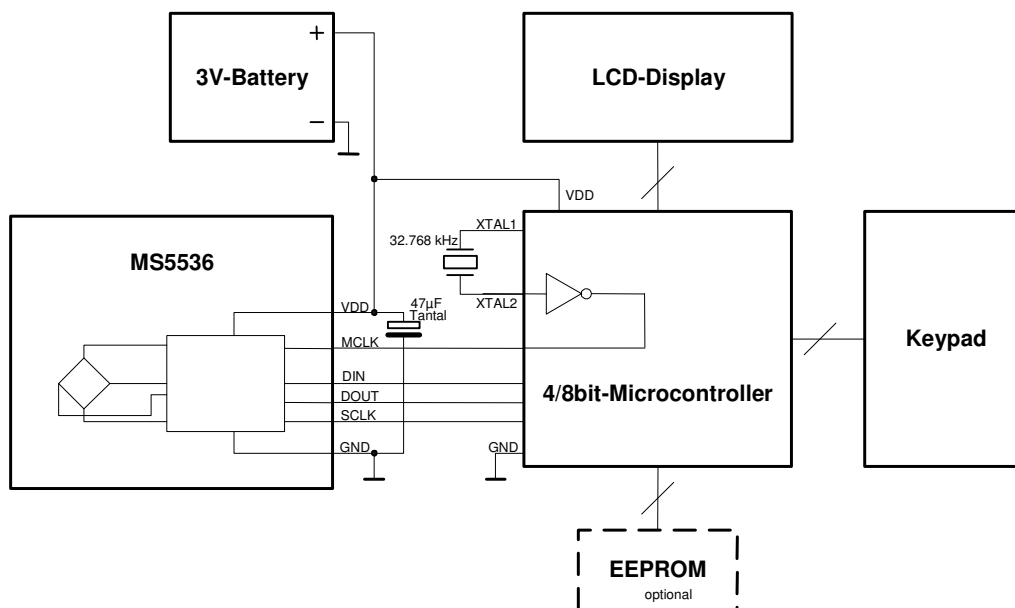 +
3V-Battery
−
LCD-Display
VDD
XTAL1
32.768 kHz
XTAL2
MS5536
VDD
47µF
Tantal
MCLK
DIN
DOUT
SCLK
GND
4/8bit-Microcontroller
GND
Keypad
EEPROM
optional